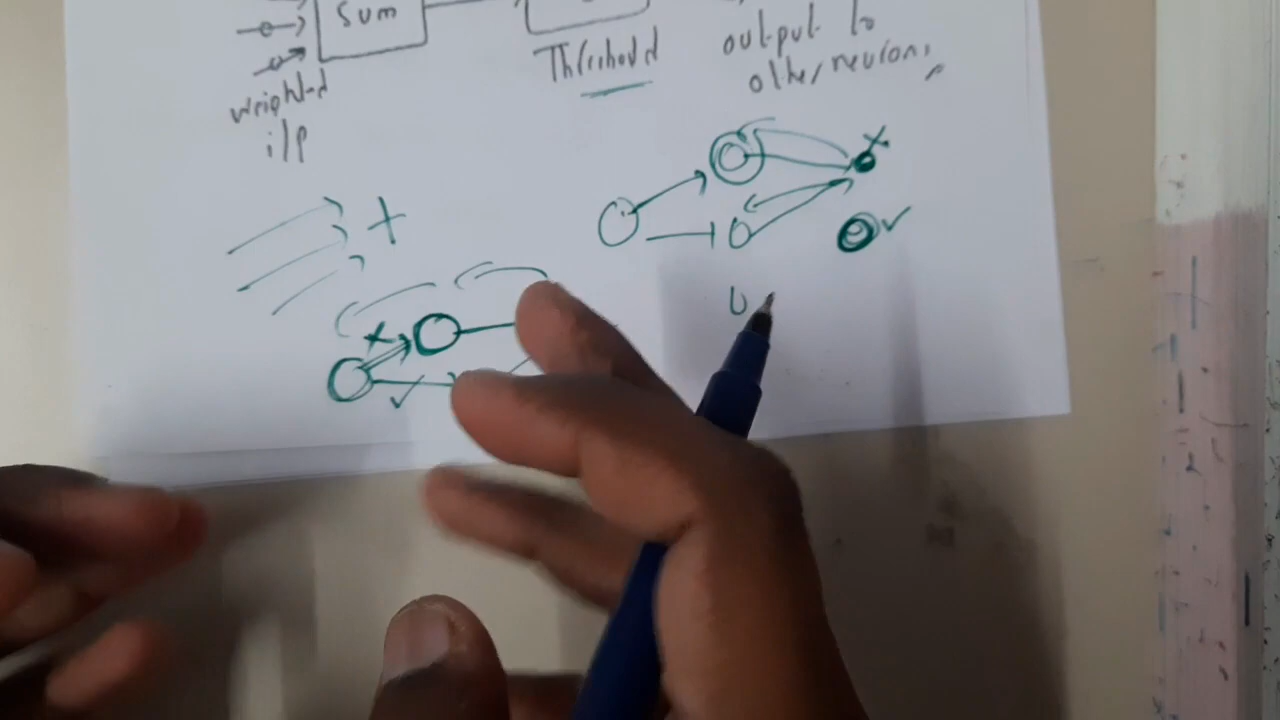 Sum
Threshold
output to
other neurons
weighted
i/p